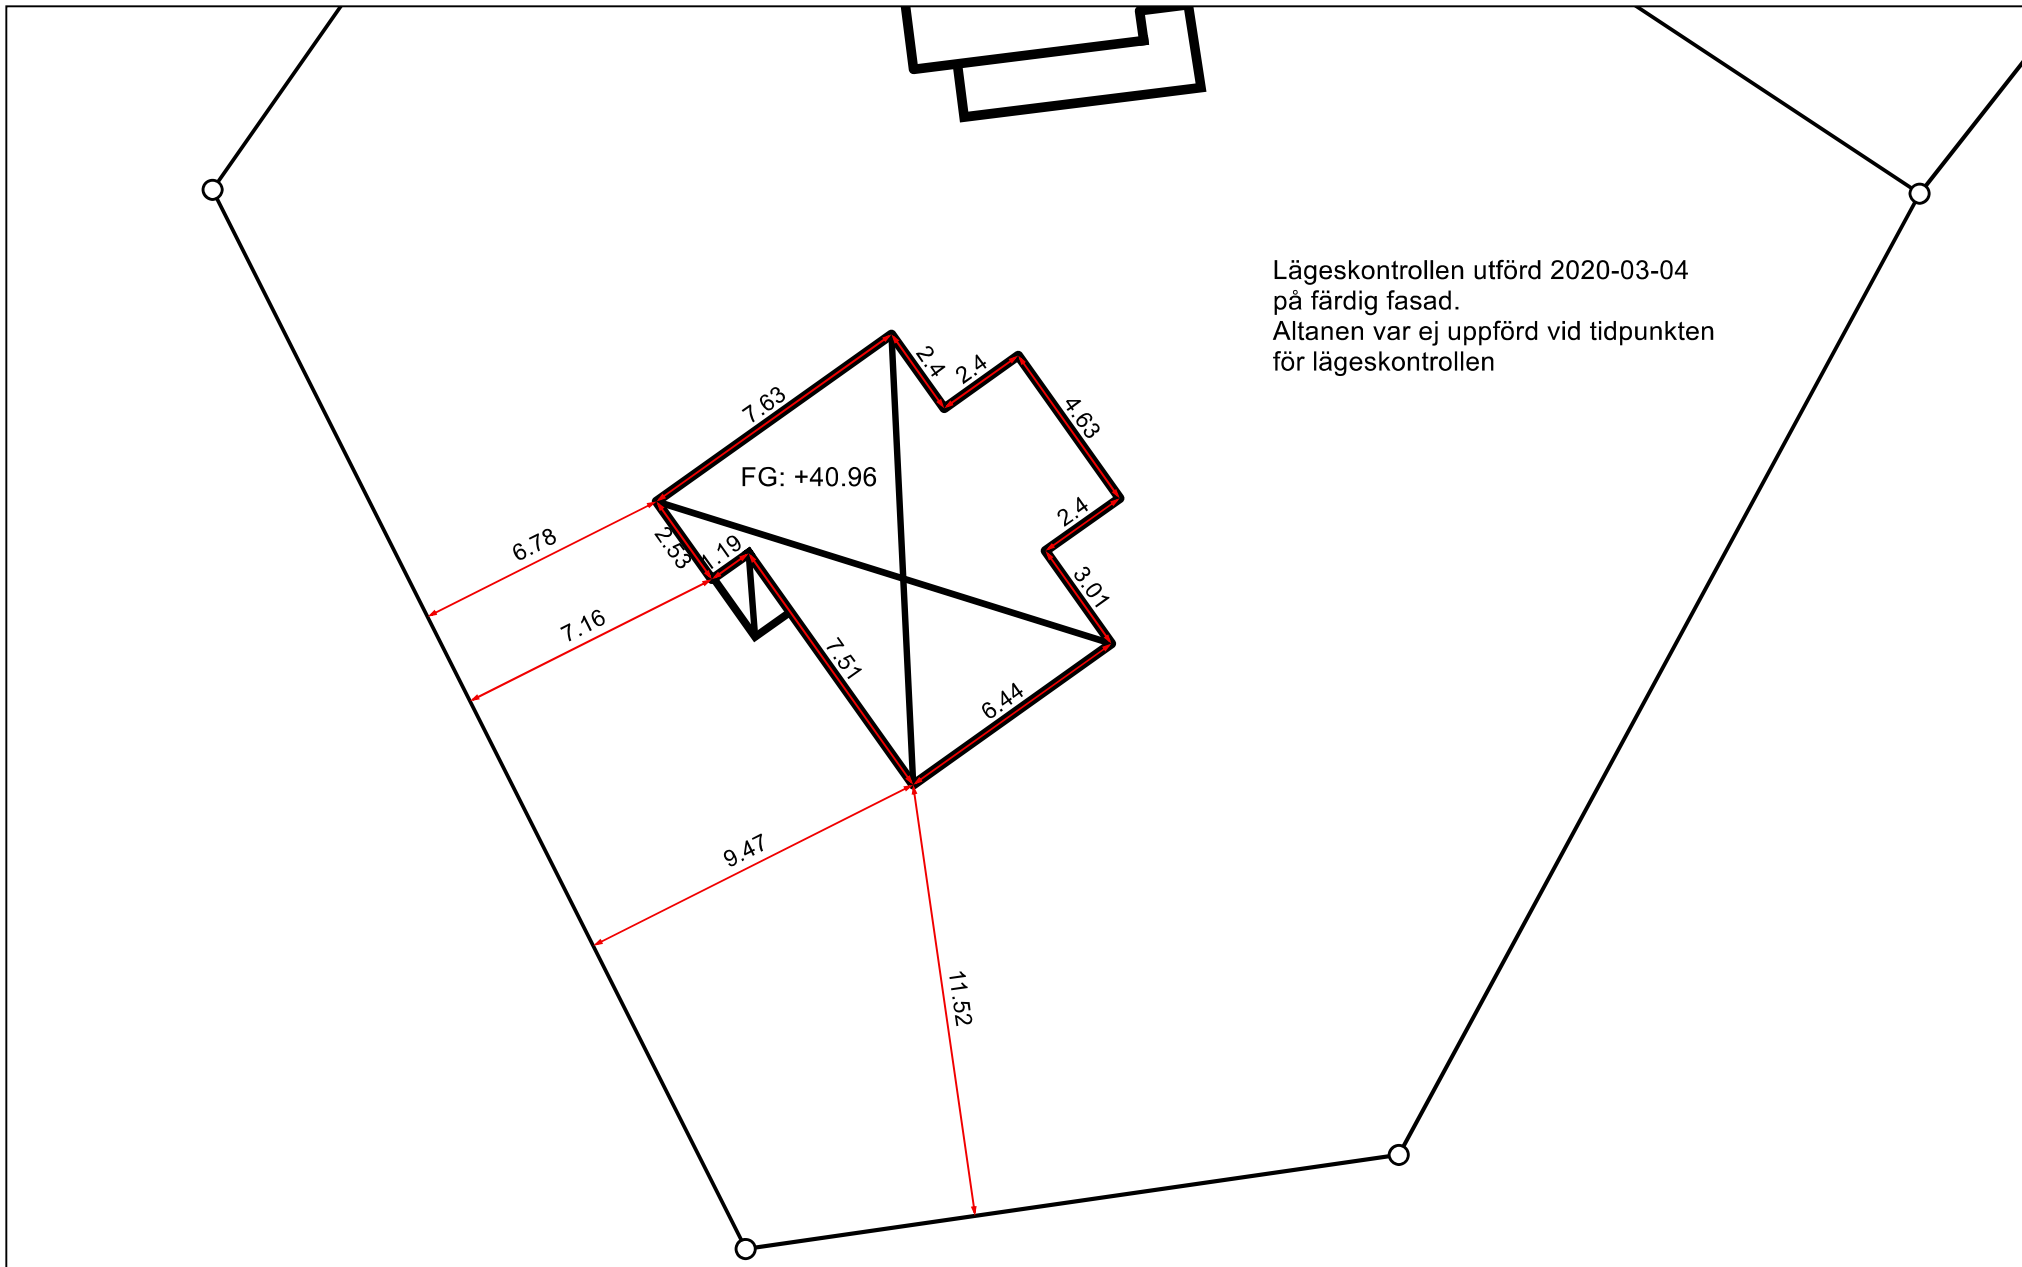 Lägeskontrollen utförd 2020-03-04
på färdig fasad.
Altanen var ej uppförd vid tidpunkten
för lägeskontrollen
2.4
2.4
7.63
4.63
FG: +40.96
2.4
6.78
2.53
1.19
3.01
7.16
7.51
6.44
9.47
11.52